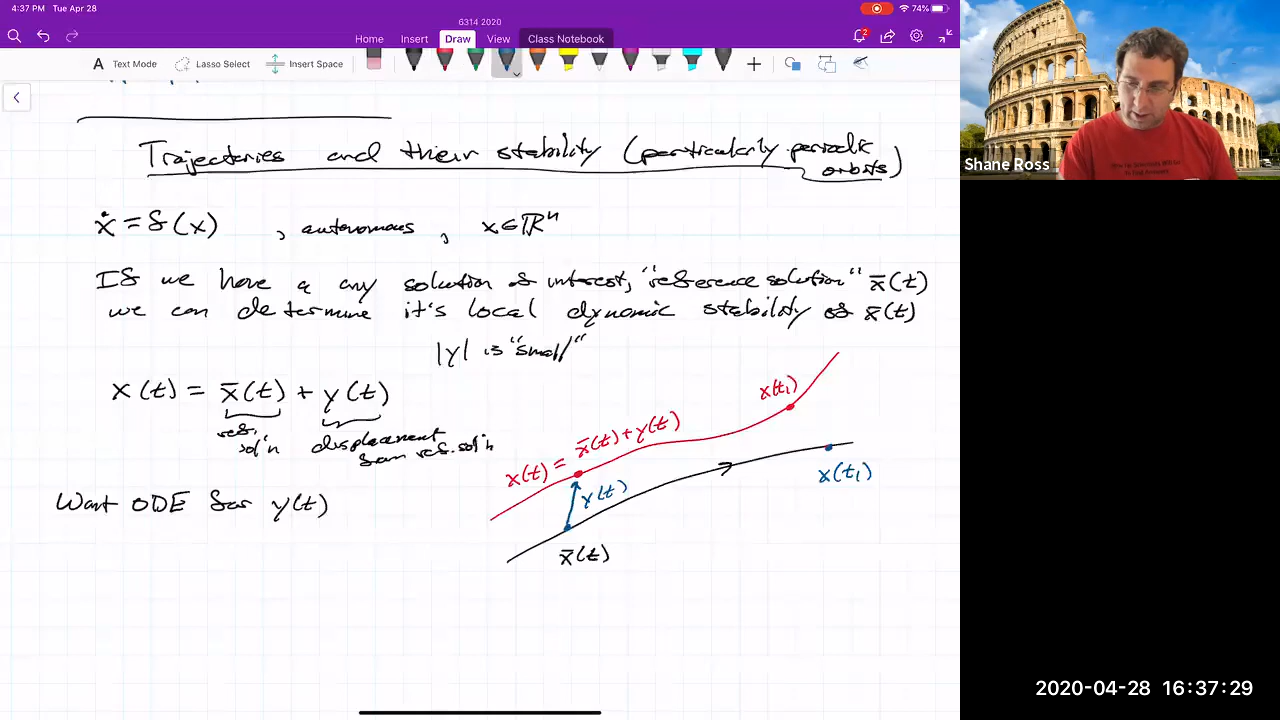 4:37 PM Tue Apr 28
74%
6314 2020
Home Insert Draw View Class Notebook
2
A Text Mode Lasso Select Insert Space
Trajectories and their stability (particularly periodic
orbits)
ẋ = f(x) , autonomous , x ∈ ℝⁿ
If we have a any solution of interest, "reference solution" x̄(t)
we can determine it's local dynamic stability of x̄(t)
|y| is "small"
x(t) = x̄(t) + y(t)
ref. sol'n
displacement from ref. sol'n
Want ODE for y(t)
x(t) = x̄(t) + y(t)
x(t₁)
y(t)
x(t₁)
x̄(t)
Shane Ross
2020-04-28 16:37:29